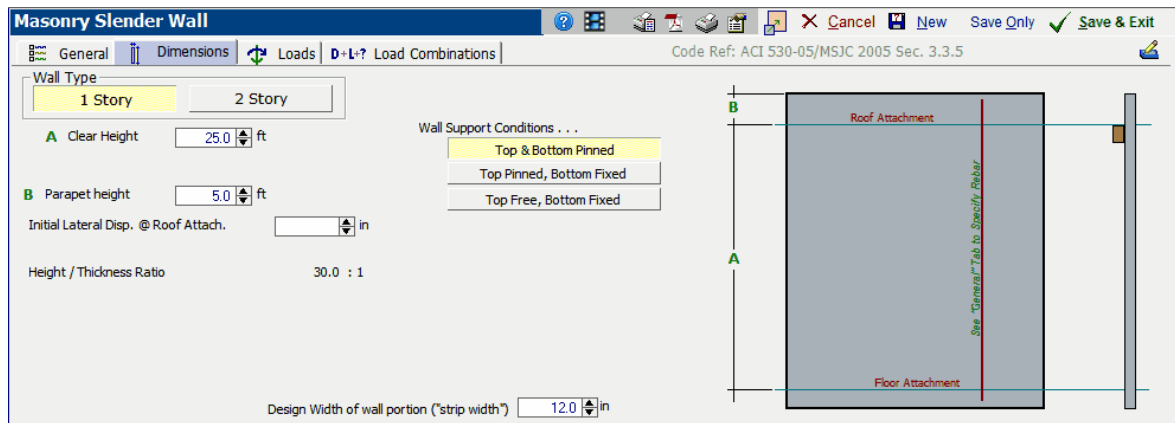 Masonry Slender Wall
Cancel New Save Only Save & Exit
General Dimensions Loads D+L+? Load Combinations
Code Ref: ACI 530-05/MSJC 2005 Sec. 3.3.5
Wall Type
1 Story 2 Story
A Clear Height 25.0 ft
B Parapet height 5.0 ft
Initial Lateral Disp. @ Roof Attach. in
Height / Thickness Ratio 30.0 : 1
Wall Support Conditions . . .
Top & Bottom Pinned
Top Pinned, Bottom Fixed
Top Free, Bottom Fixed
Design Width of wall portion ("strip width") 12.0 in
B
Roof Attachment
See "General" Tab to Specify Rebar
A
Floor Attachment